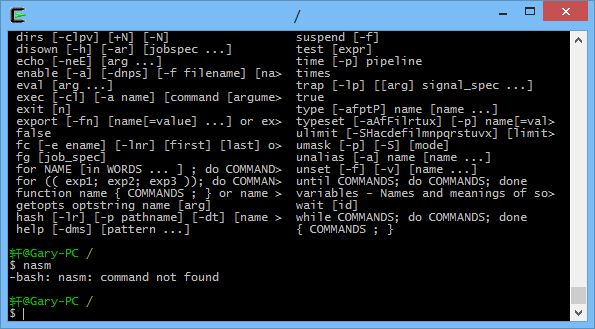 /
dirs [-clpv] [+N] [-N]                  suspend [-f]
disown [-h] [-ar] [jobspec ...]         test [expr]
echo [-neE] [arg ...]                   time [-p] pipeline
enable [-a] [-dnps] [-f filename] [na>  times
eval [arg ...]                          trap [-lp] [[arg] signal_spec ...]
exec [-cl] [-a name] [command [argume>  true
exit [n]                                type [-afptP] name [name ...]
export [-fn] [name[=value] ...] or ex>  typeset [-aAfFilrtux] [-p] name[=val>
false                                   ulimit [-SHacdefilmnpqrstuvx] [limit>
fc [-e ename] [-lnr] [first] [last] o>  umask [-p] [-S] [mode]
fg [job_spec]                           unalias [-a] name [name ...]
for NAME [in WORDS ... ] ; do COMMAND>  unset [-f] [-v] [name ...]
for (( exp1; exp2; exp3 )); do COMMAN>  until COMMANDS; do COMMANDS; done
function name { COMMANDS ; } or name >  variables - Names and meanings of so>
getopts optstring name [arg]            wait [id]
hash [-lr] [-p pathname] [-dt] [name >  while COMMANDS; do COMMANDS; done
help [-dms] [pattern ...]               { COMMANDS ; }
轩@Gary-PC /
$ nasm
-bash: nasm: command not found
轩@Gary-PC /
$